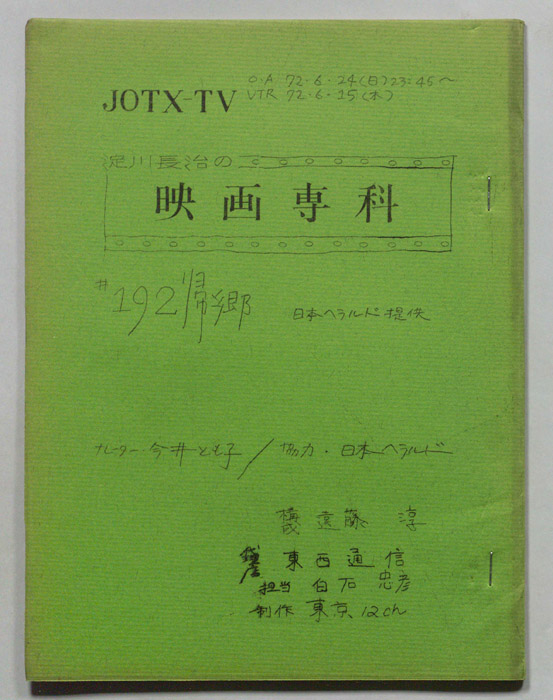 O.A 72.6.24(日)23:45〜
JOTX-TV VTR 72.6.15(木)
淀川長治の
映画専科
#192 帰郷 日本ヘラルド提供
ナレーター・今井とも子/協力・日本ヘラルド
構成 遠藤 淳
東西通信
担当 白石 忠彦
制作 東京12ch